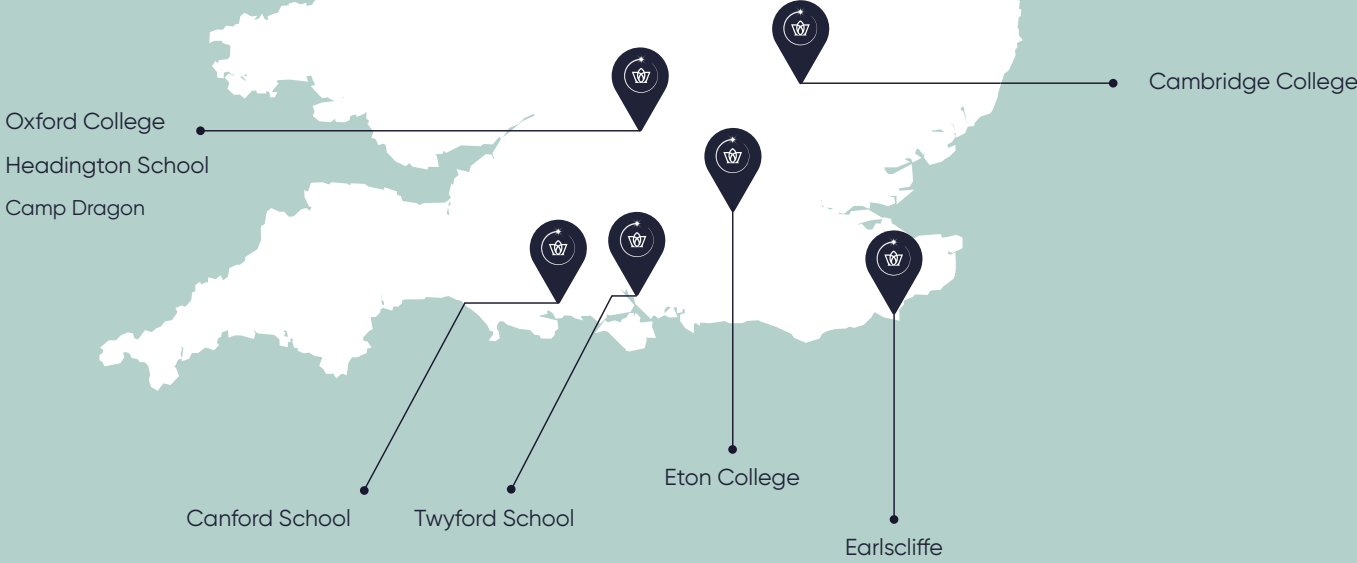 Cambridge College
Oxford College
Headington School
Camp Dragon
Eton College
Canford School
Twyford School
Earlscliffe